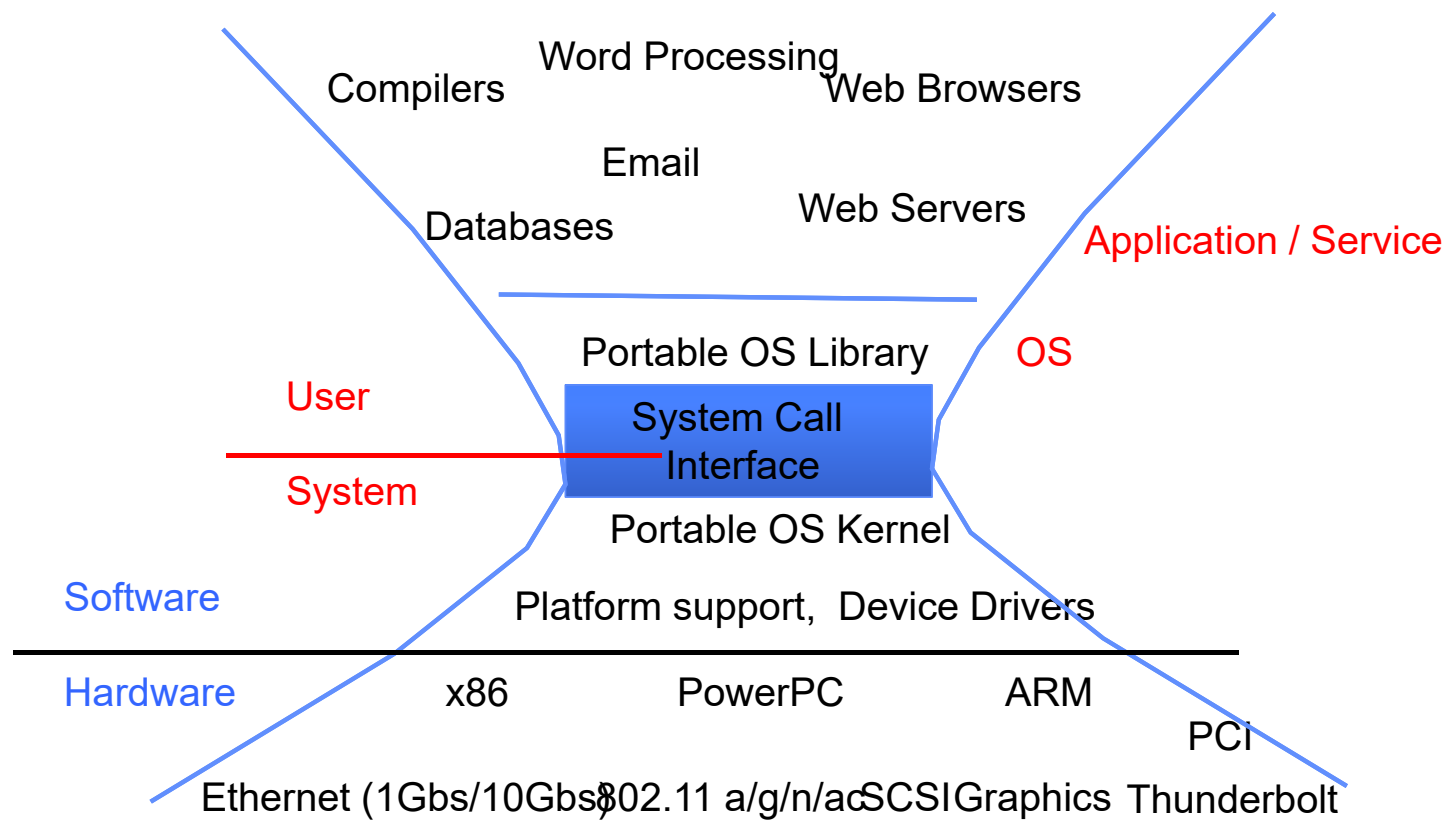 Word Processing
Compilers
Web Browsers
Email
Databases
Web Servers
Application / Service
Portable OS Library
OS
User
System Call
Interface
System
Portable OS Kernel
Software
Platform support, Device Drivers
Hardware
x86
PowerPC
ARM
PCI
Ethernet (1Gbs/10Gbs)
802.11 a/g/n/ac
SCSI
Graphics
Thunderbolt